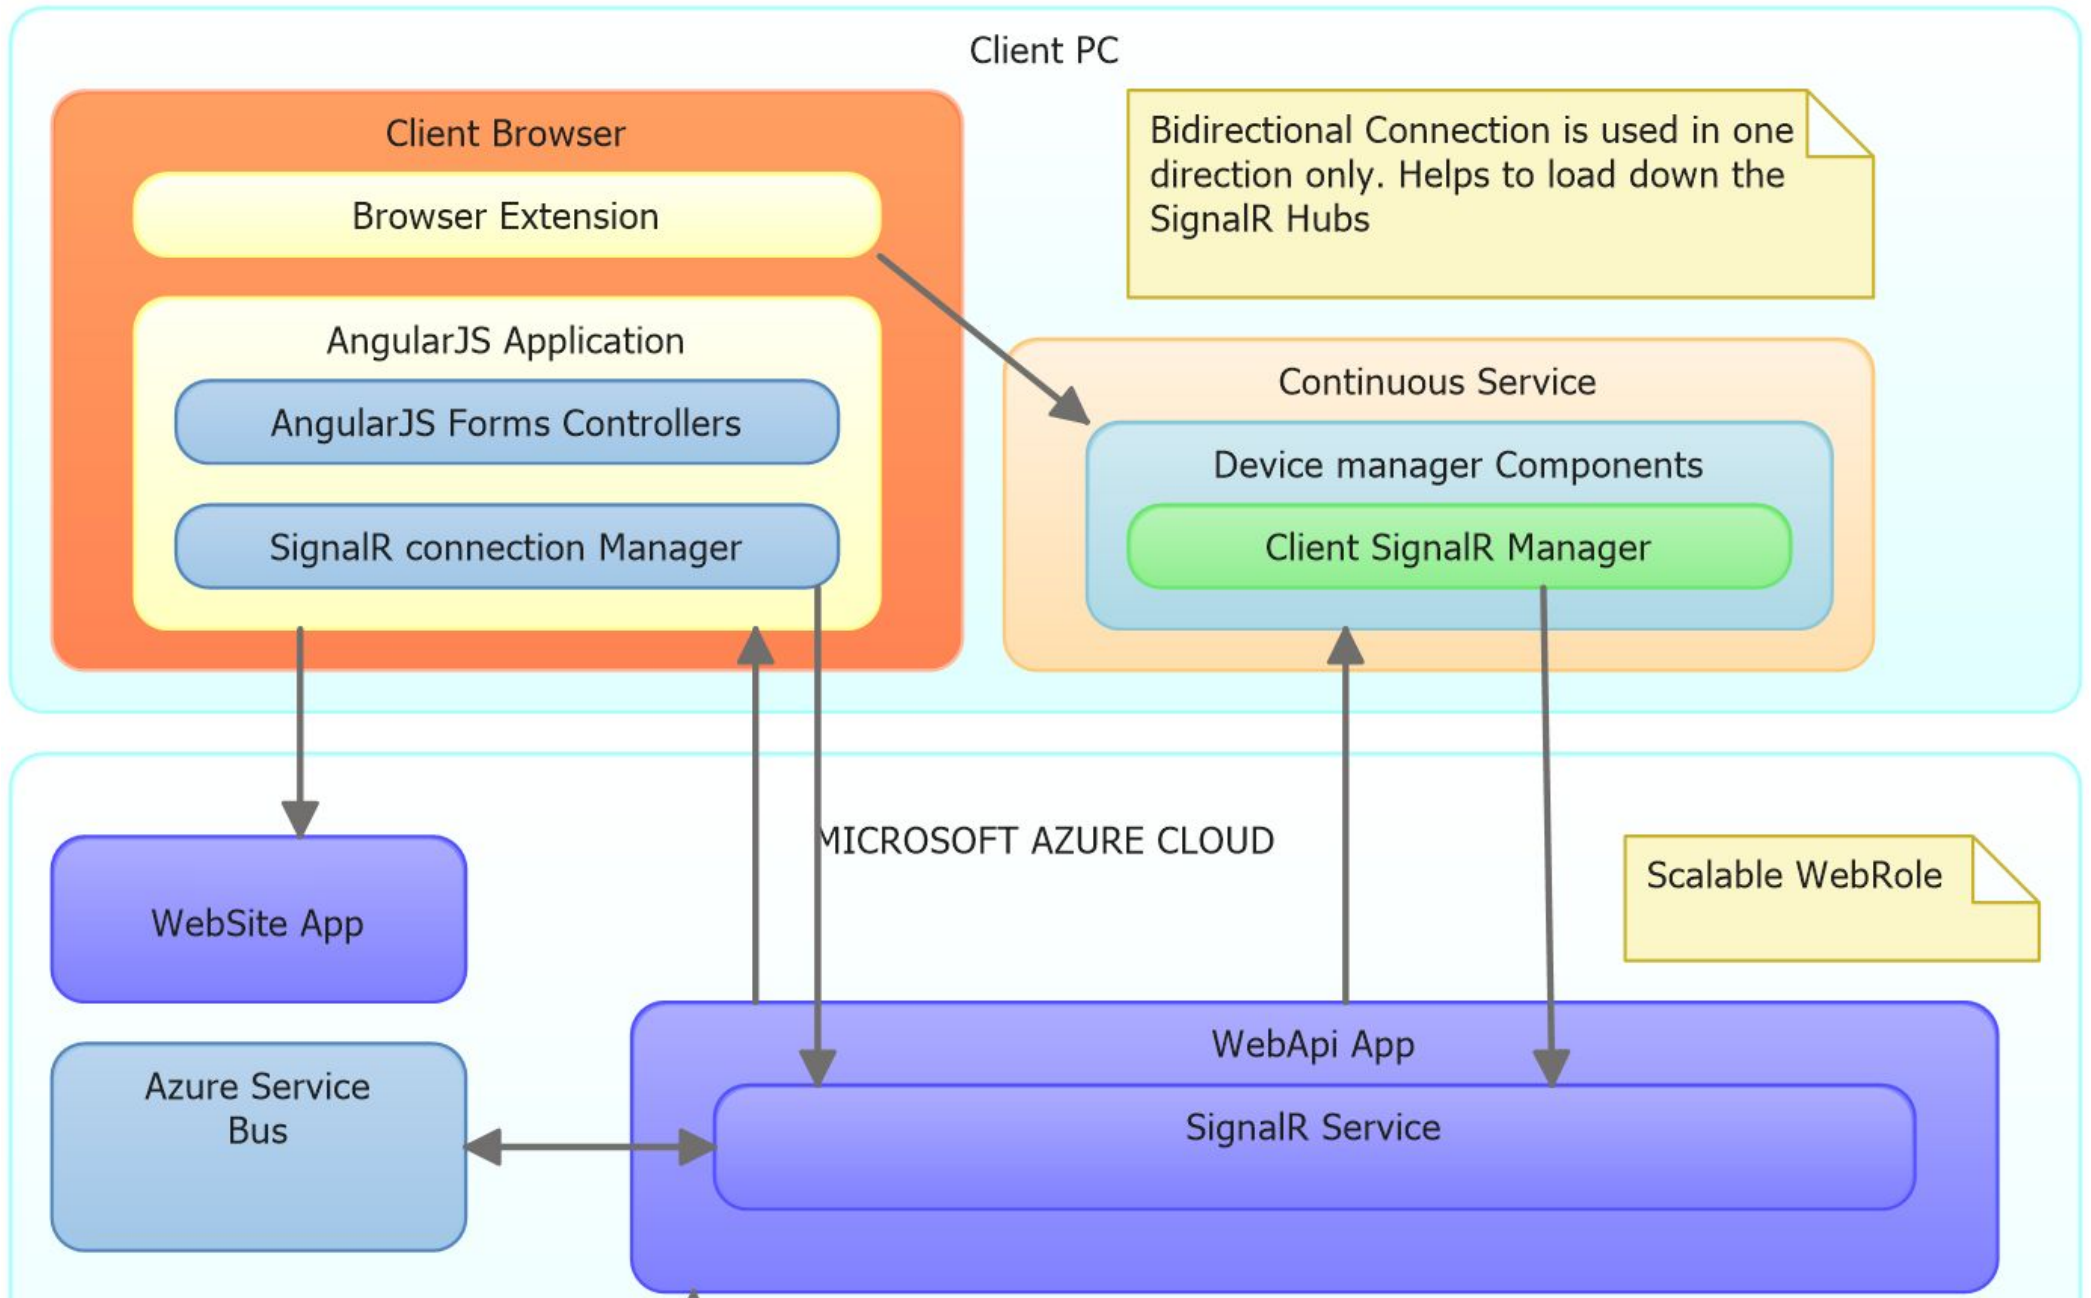 Client PC
Client Browser
Browser Extension
AngularJS Application
AngularJS Forms Controllers
SignalR connection Manager
Bidirectional Connection is used in one
direction only. Helps to load down the
SignalR Hubs
Continuous Service
Device manager Components
Client SignalR Manager
MICROSOFT AZURE CLOUD
Scalable WebRole
WebSite App
Azure Service
Bus
WebApi App
SignalR Service